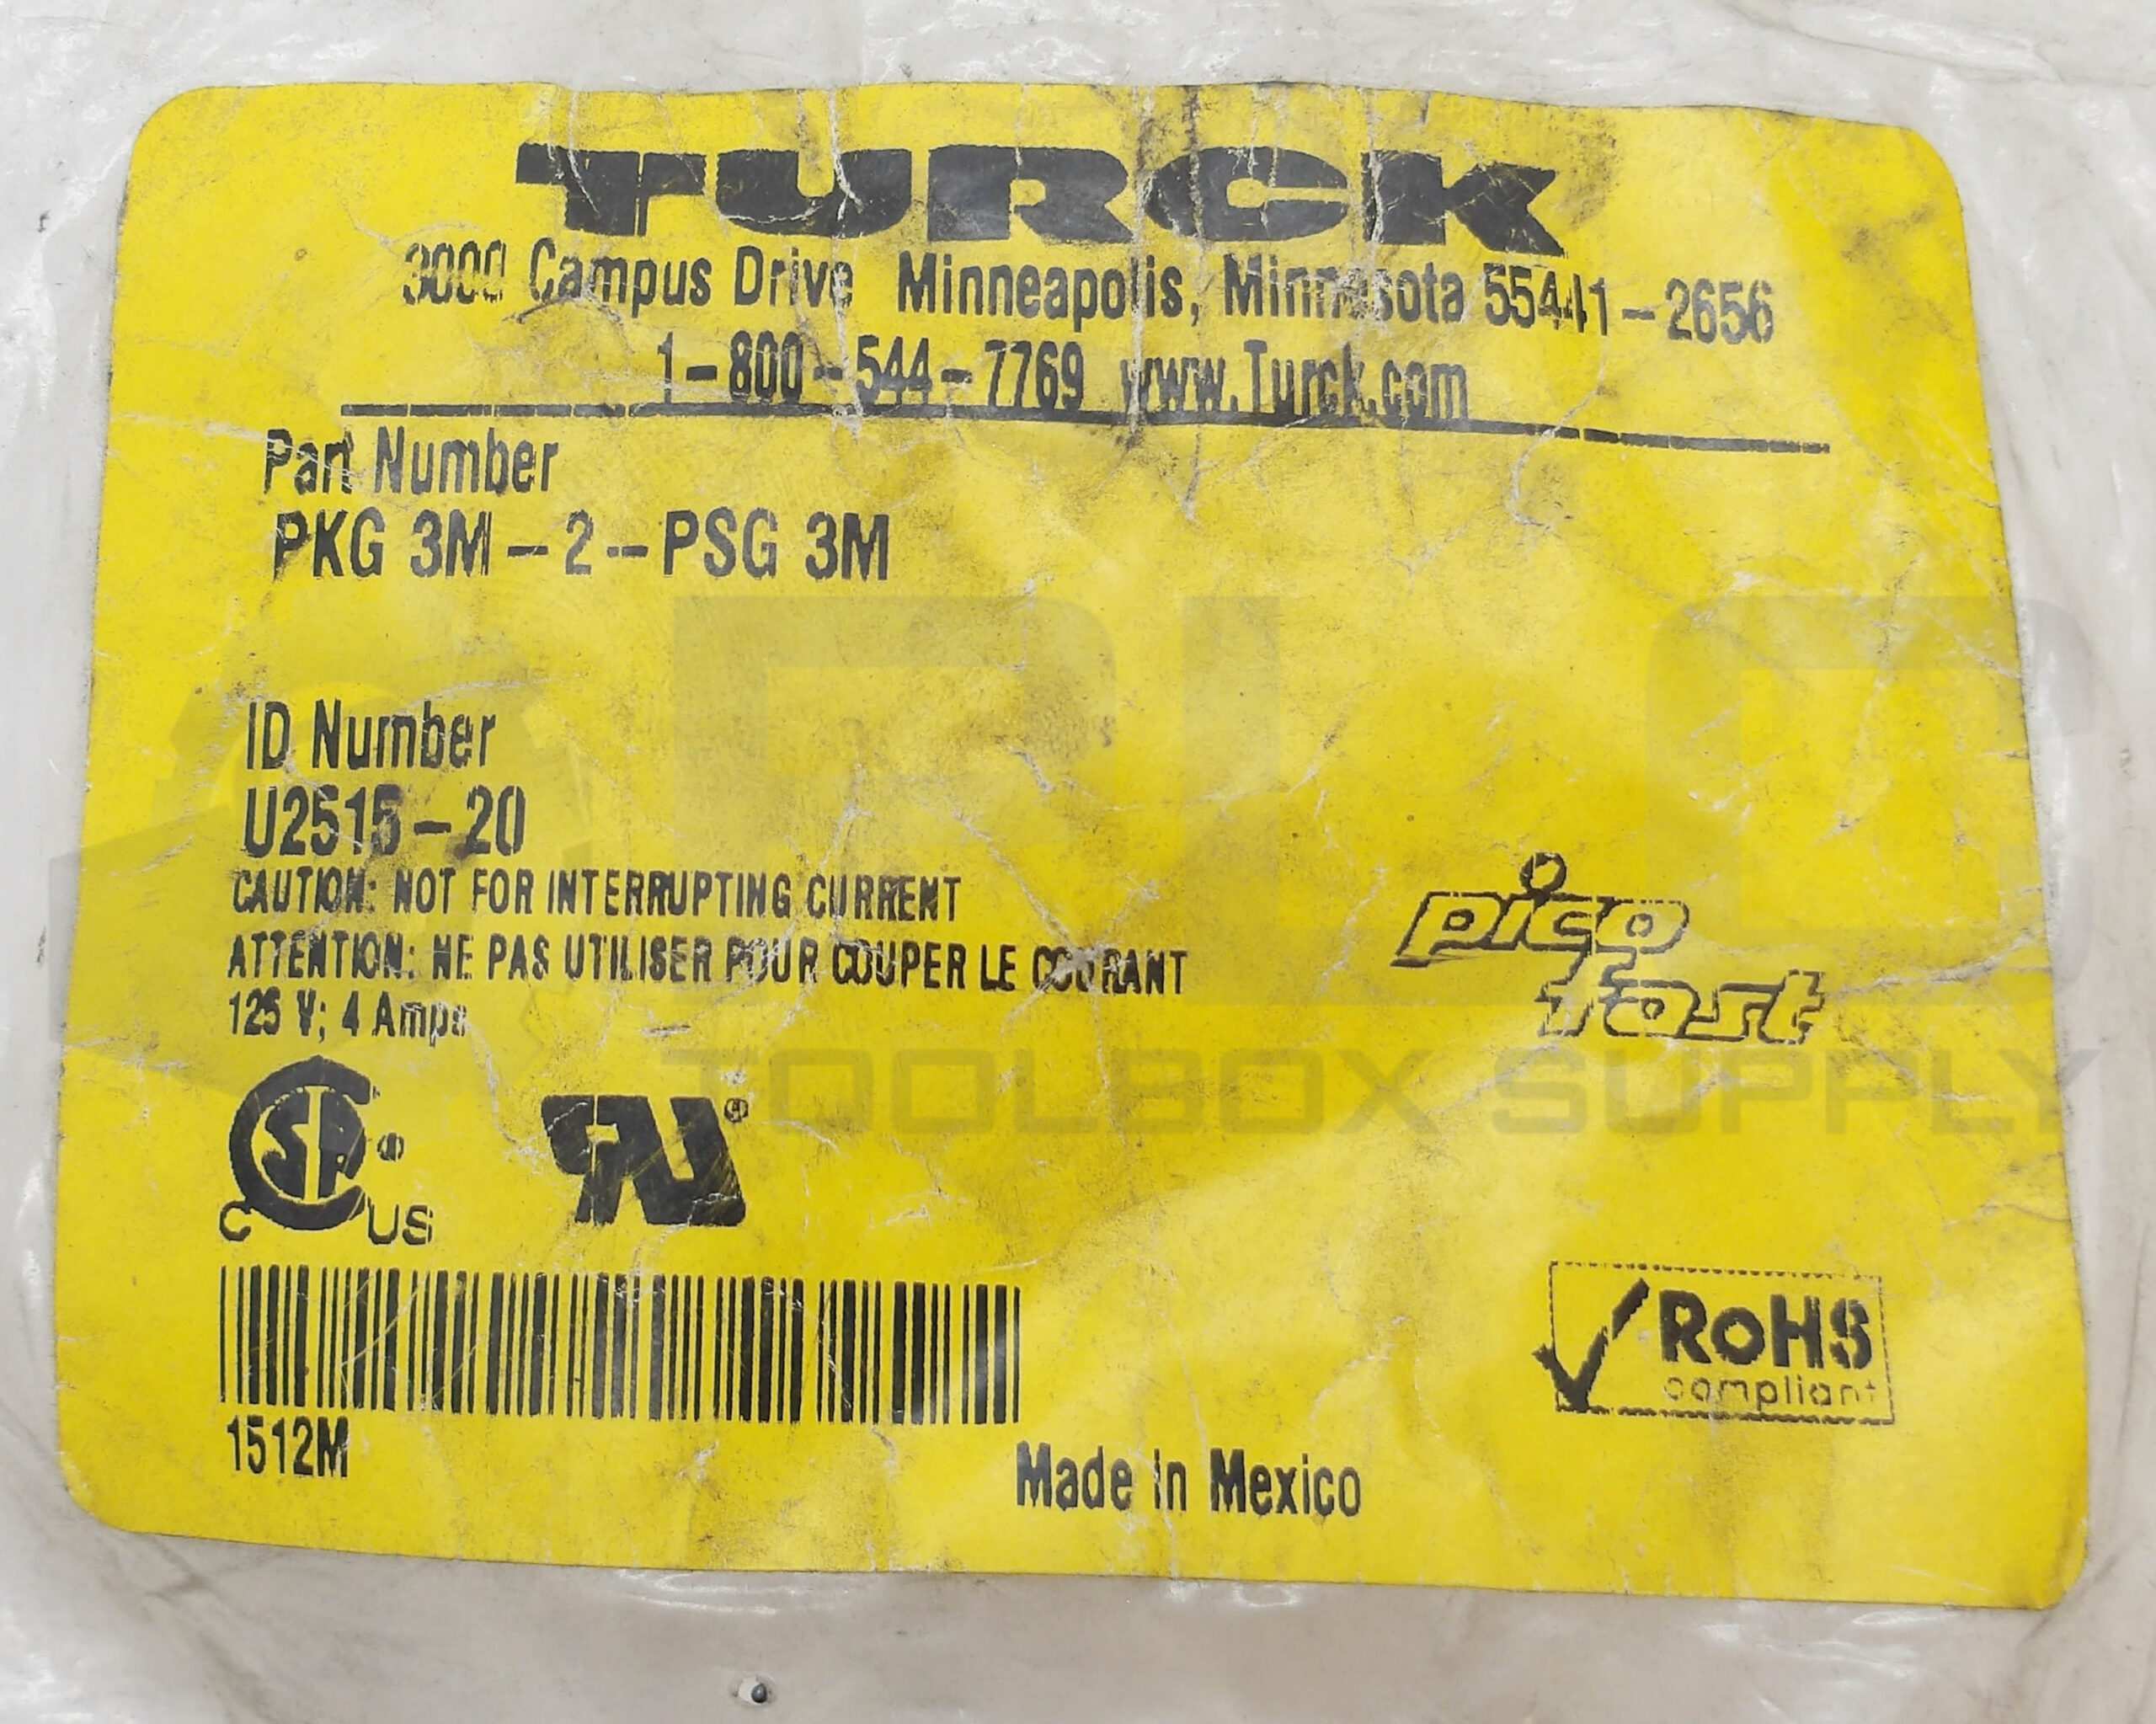 TURCK
3000 Campus Drive Minneapolis, Minnesota 55441-2656
1-800-544-7769 www.Turck.com
Part Number
PKG 3M-2-PSG 3M
ID Number
U2515-20
CAUTION: NOT FOR INTERRUPTING CURRENT
ATTENTION: NE PAS UTILISER POUR COUPER LE COURANT
125 V; 4 Amps
pico
fast
PLC
TOOLBOX SUPPLY
C US
RU®
RoHS
compliant
1512M
Made in Mexico